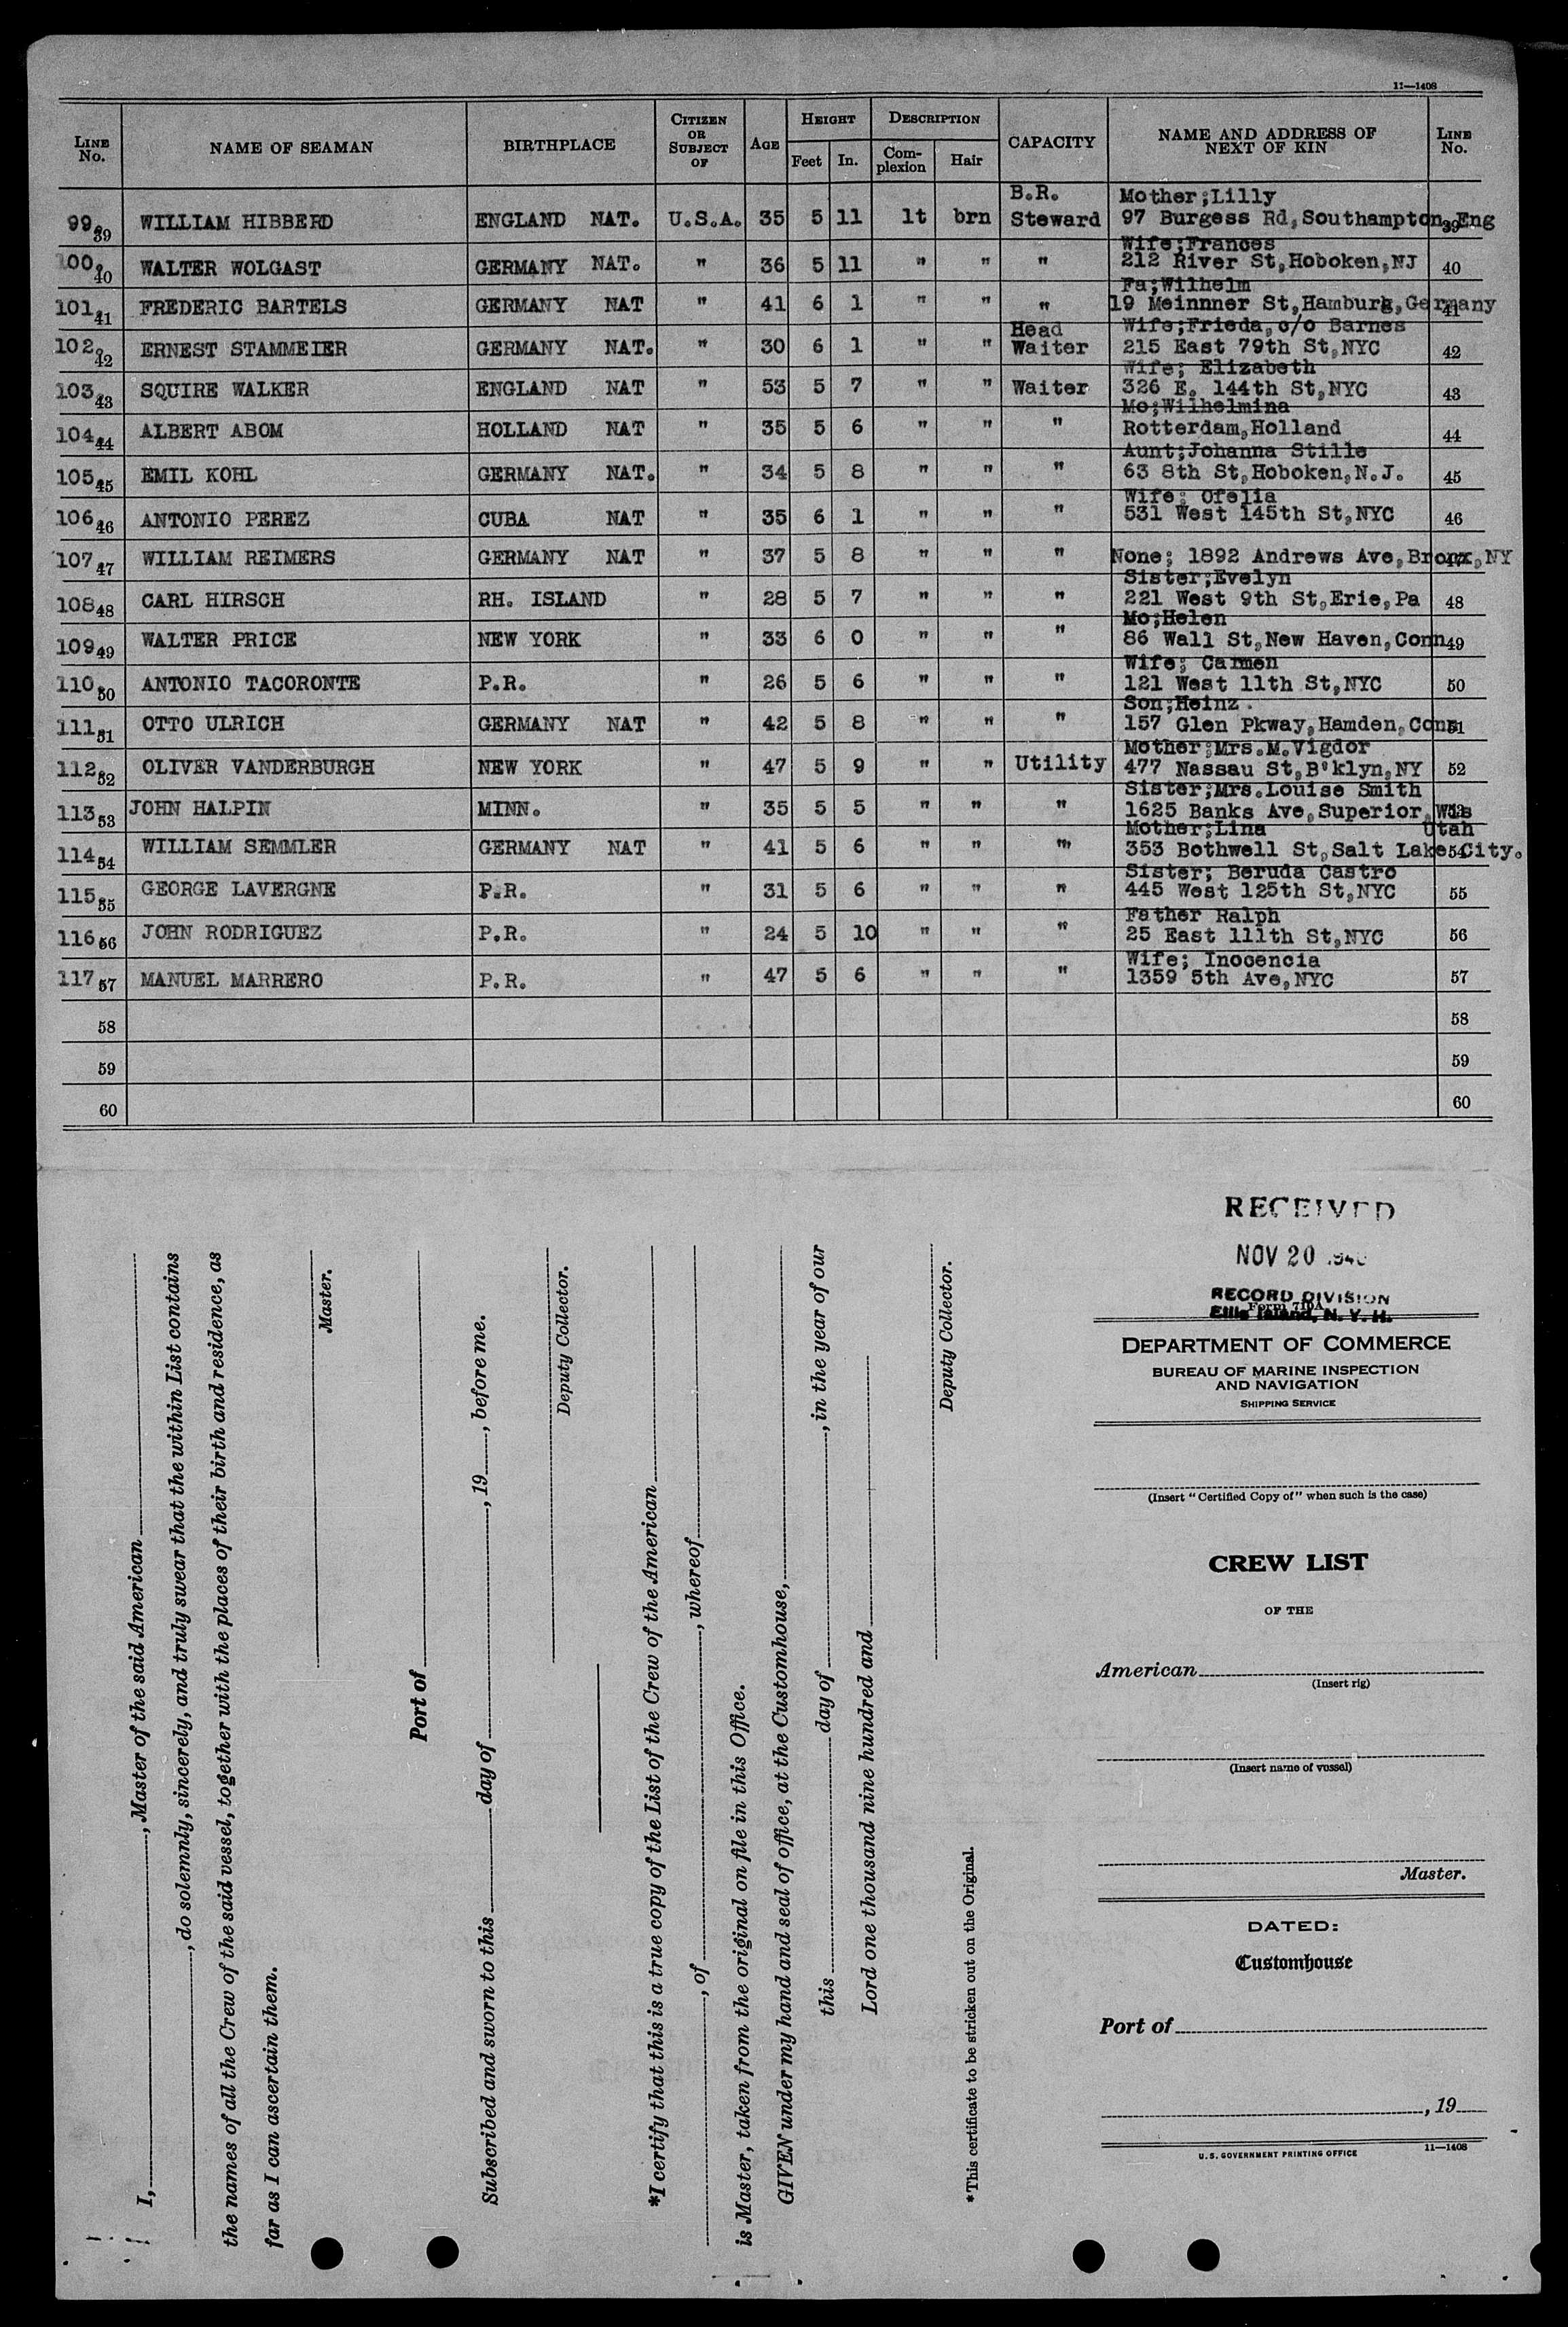 11—1408
LINE No. NAME OF SEAMAN BIRTHPLACE CITIZEN OR SUBJECT OF AGE HEIGHT Feet In. DESCRIPTION Com-plexion Hair CAPACITY NAME AND ADDRESS OF NEXT OF KIN LINE No.
B.R. Mother;Lilly
99. 39 WILLIAM HIBBERD ENGLAND NAT. U.S.A. 35 5 11 lt brn Steward 97 Burgess Rd,Southampton,Eng 39
Wife;Frances
100. 40 WALTER WOLGAST GERMANY NAT. " 36 5 11 " " " 212 River St,Hoboken,NJ 40
Fa;Wilhelm
101. 41 FREDERIC BARTELS GERMANY NAT " 41 6 1 " " " 19 Meinnner St,Hamburg,Germany 41
Head Wife;Frieda, c/o Barnes
102. 42 ERNEST STAMMEIER GERMANY NAT. " 30 6 1 " " Waiter 215 East 79th St,NYC 42
Wife; Elizabeth
103. 43 SQUIRE WALKER ENGLAND NAT " 53 5 7 " " Waiter 326 E. 144th St,NYC 43
Mo;Wilhelmina
104. 44 ALBERT ABOM HOLLAND NAT " 35 5 6 " " " Rotterdam,Holland 44
Aunt;Johanna Stille
105. 45 EMIL KOHL GERMANY NAT. " 34 5 8 " " " 63 8th St,Hoboken,N.J. 45
Wife; Ofelia
106 46 ANTONIO PEREZ CUBA NAT " 35 6 1 " " " 531 West 145th St,NYC 46
107. 47 WILLIAM REIMERS GERMANY NAT " 37 5 8 " " " None; 1892 Andrews Ave,Bronx,NY 47
Sister;Evelyn
108 48 CARL HIRSCH RH. ISLAND " 28 5 7 " " " 221 West 9th St,Erie,Pa 48
Mo;Helen
109. 49 WALTER PRICE NEW YORK " 33 6 0 " " " 86 Wall St,New Haven,Conn 49
Wife; Carmen
110. 50 ANTONIO TACORONTE P.R. " 26 5 6 " " " 121 West 11th St,NYC 50
Son;Heinz.
111. 51 OTTO ULRICH GERMANY NAT " 42 5 8 " " " 157 Glen Pkway,Hamden,Conn 51
Mother;Mrs.M.Vigdor
112. 52 OLIVER VANDERBURGH NEW YORK " 47 5 9 " " Utility 477 Nassau St,B'klyn,NY 52
Sister;Mrs.Louise Smith
113 53 JOHN HALPIN MINN. " 35 5 5 " " " 1625 Banks Ave,Superior,Wis 53
Mother;Lina Utah
114 54 WILLIAM SEMMLER GERMANY NAT " 41 5 6 " " " 353 Bothwell St,Salt Lake City. 54
Sister; Beruda Castro
115 55 GEORGE LAVERGNE P.R. " 31 5 6 " " " 445 West 125th St,NYC 55
Father Ralph
116 56 JOHN RODRIGUEZ P.R. " 24 5 10 " " " 25 East 111th St,NYC 56
Wife; Inocencia
117 57 MANUEL MARRERO P.R. " 47 5 6 " " " 1359 5th Ave,NYC 57
58 58
59 59
60 60
I, , Master of the said American
, do solemnly, sincerely, and truly swear that the within List contains
the names of all the Crew of the said vessel, together with the places of their birth and residence, as
far as I can ascertain them.
Master.
Port of
Subscribed and sworn to this day of , 19 , before me.
Deputy Collector.
*I certify that this is a true copy of the List of the Crew of the American
, of , whereof
is Master, taken from the original on file in this Office.
GIVEN under my hand and seal of office, at the Customhouse,
this day of , in the year of our
Lord one thousand nine hundred and
Deputy Collector.
*This certificate to be stricken out on the Original.
RECEIVED
NOV 20 1940
RECORD DIVISION
Form 710A
Ellis Island, N. Y. H.
DEPARTMENT OF COMMERCE
BUREAU OF MARINE INSPECTION
AND NAVIGATION
SHIPPING SERVICE
(Insert "Certified Copy of" when such is the case)
CREW LIST
OF THE
American
(Insert rig)
(Insert name of vessel)
Master.
DATED:
Customhouse
Port of
, 19
U.S. GOVERNMENT PRINTING OFFICE 11—1408